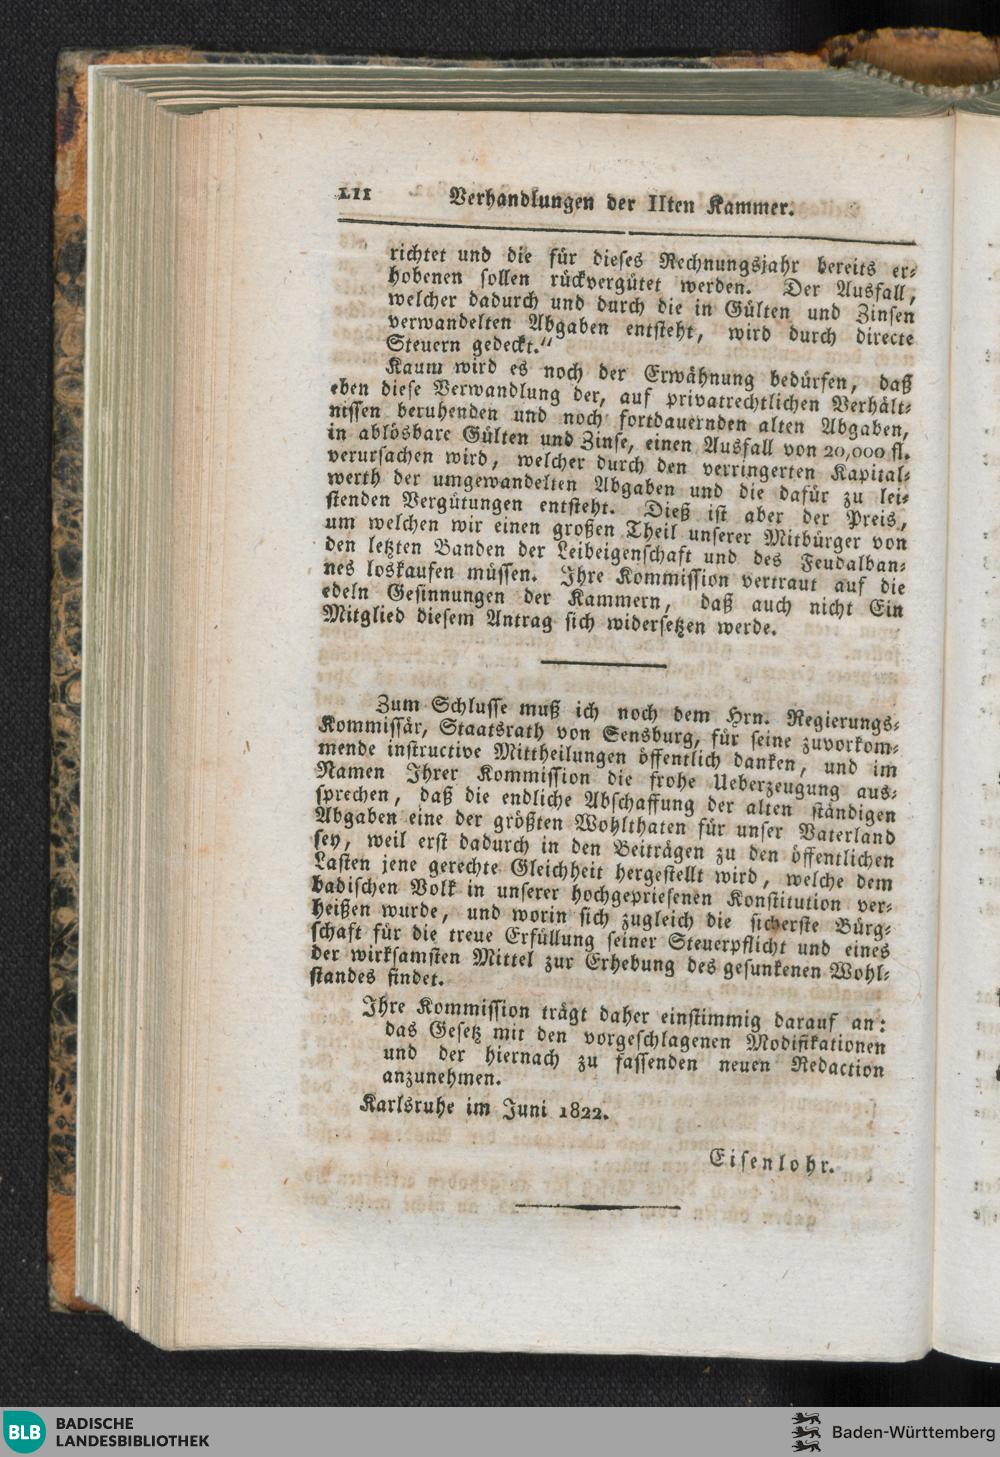 LII Verhandlungen der IIten Kammer.
richtet und die für dieses Rechnungsjahr bereits er-
hobenen sollen rückvergütet werden. Der Ausfall,
welcher dadurch und durch die in Gülten und Zinsen
verwandelten Abgaben entsteht, wird durch directe
Steuern gedeckt.“
Kaum wird es noch der Erwähnung bedürfen, daß
eben diese Verwandlung der, auf privatrechtlichen Verhält-
nissen beruhenden und noch fortdauernden alten Abgaben,
in ablösbare Gülten und Zinse, einen Ausfall von 20,000 fl.
verursachen wird, welcher durch den verringerten Kapital-
werth der umgewandelten Abgaben und die dafür zu lei-
stenden Vergütungen entsteht. Dieß ist aber der Preis,
um welchen wir einen großen Theil unserer Mitbürger von
den letzten Banden der Leibeigenschaft und des Feudalban-
nes loskaufen müssen. Ihre Kommission vertraut auf die
edeln Gesinnungen der Kammern, daß auch nicht Ein
Mitglied diesem Antrag sich widersetzen werde.
Zum Schlusse muß ich noch dem Hrn. Regierungs-
Kommissär, Staatsrath von Sensburg, für seine zuvorkom-
mende instructive Mittheilungen öffentlich danken, und im
Namen Ihrer Kommission die frohe Ueberzeugung aus-
sprechen, daß die endliche Abschaffung der alten ständigen
Abgaben eine der größten Wohlthaten für unser Vaterland
sey, weil erst dadurch in den Beiträgen zu den öffentlichen
Lasten jene gerechte Gleichheit hergestellt wird, welche dem
badischen Volk in unserer hochgepriesenen Konstitution ver-
heißen wurde, und worin sich zugleich die sicherste Bürg-
schaft für die treue Erfüllung seiner Steuerpflicht und eines
der wirksamsten Mittel zur Erhebung des gesunkenen Wohl-
standes findet.
Ihre Kommission trägt daher einstimmig darauf an:
das Gesetz mit den vorgeschlagenen Modifikationen
und der hiernach zu fassenden neuen Redaction
anzunehmen.
Karlsruhe im Juni 1822.
Eisenlohr.
BLB BADISCHE
LANDESBIBLIOTHEK
Baden-Württemberg